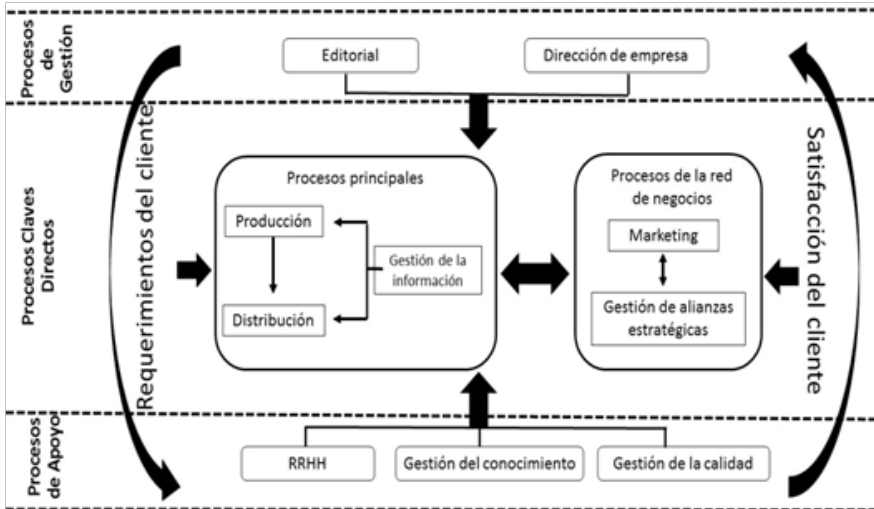 Procesos
de
Gestión
Editorial
Dirección de empresa
Procesos Claves
Directos
Requerimientos del cliente
Procesos principales
Producción
Gestión de la
información
Distribución
Procesos de la red
de negocios
Marketing
Gestión de alianzas
estratégicas
Satisfacción del cliente
Procesos
de Apoyo
RRHH
Gestión del conocimiento
Gestión de la calidad